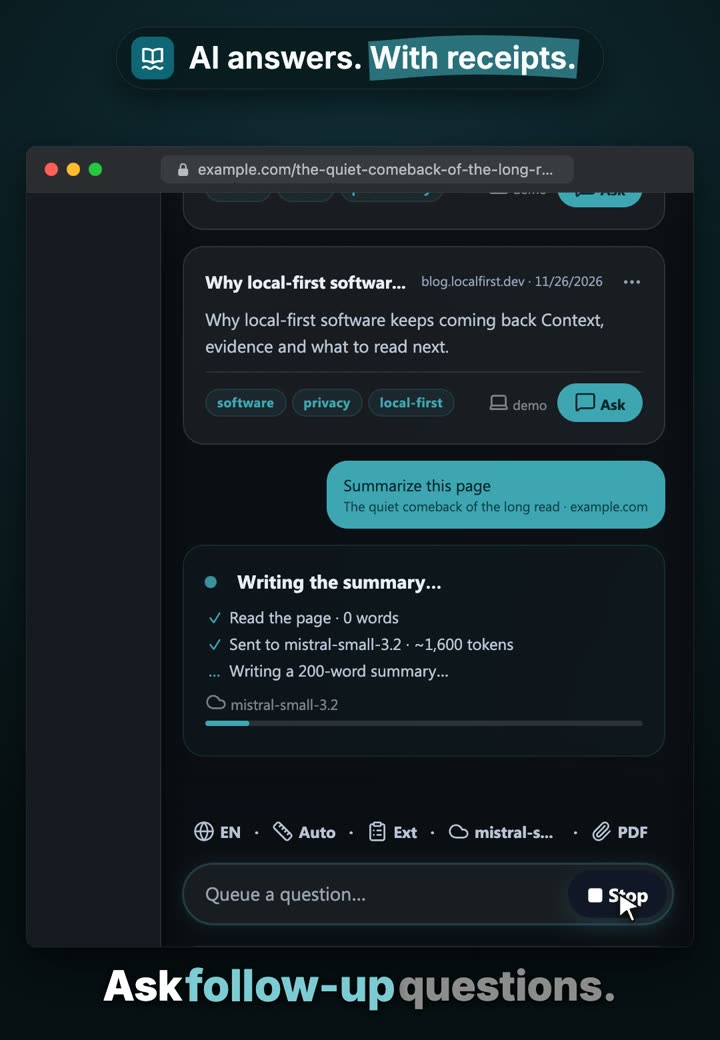 AI answers. With receipts.
example.com/the-quiet-comeback-of-the-long-r...
demo
Ask
Why local-first softwar... blog.localfirst.dev · 11/26/2026
Why local-first software keeps coming back Context,
evidence and what to read next.
software privacy local-first demo Ask
Summarize this page
The quiet comeback of the long read · example.com
Writing the summary...
✓ Read the page · 0 words
✓ Sent to mistral-small-3.2 · ~1,600 tokens
... Writing a 200-word summary...
mistral-small-3.2
EN · Auto · Ext · mistral-s... · PDF
Queue a question... Stop
Ask follow-up questions.